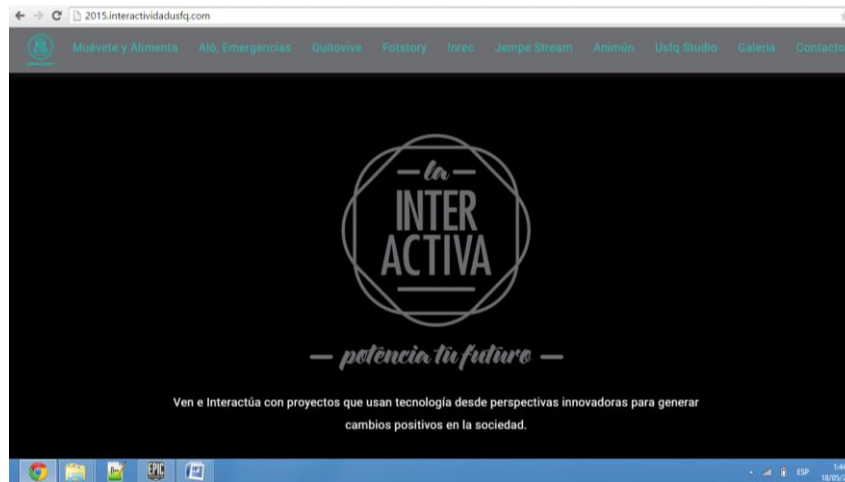 2015.interactividadusfq.com
Muévete y Alimenta Aló, Emergencias Quitovive Fotstory Inrec Jempe Stream Animún Usfq Studio Galería Contacto
la
INTER
ACTIVA
potencia tu futuro
Ven e Interactúa con proyectos que usan tecnología desde perspectivas innovadoras para generar
cambios positivos en la sociedad.
EPIC
ESP